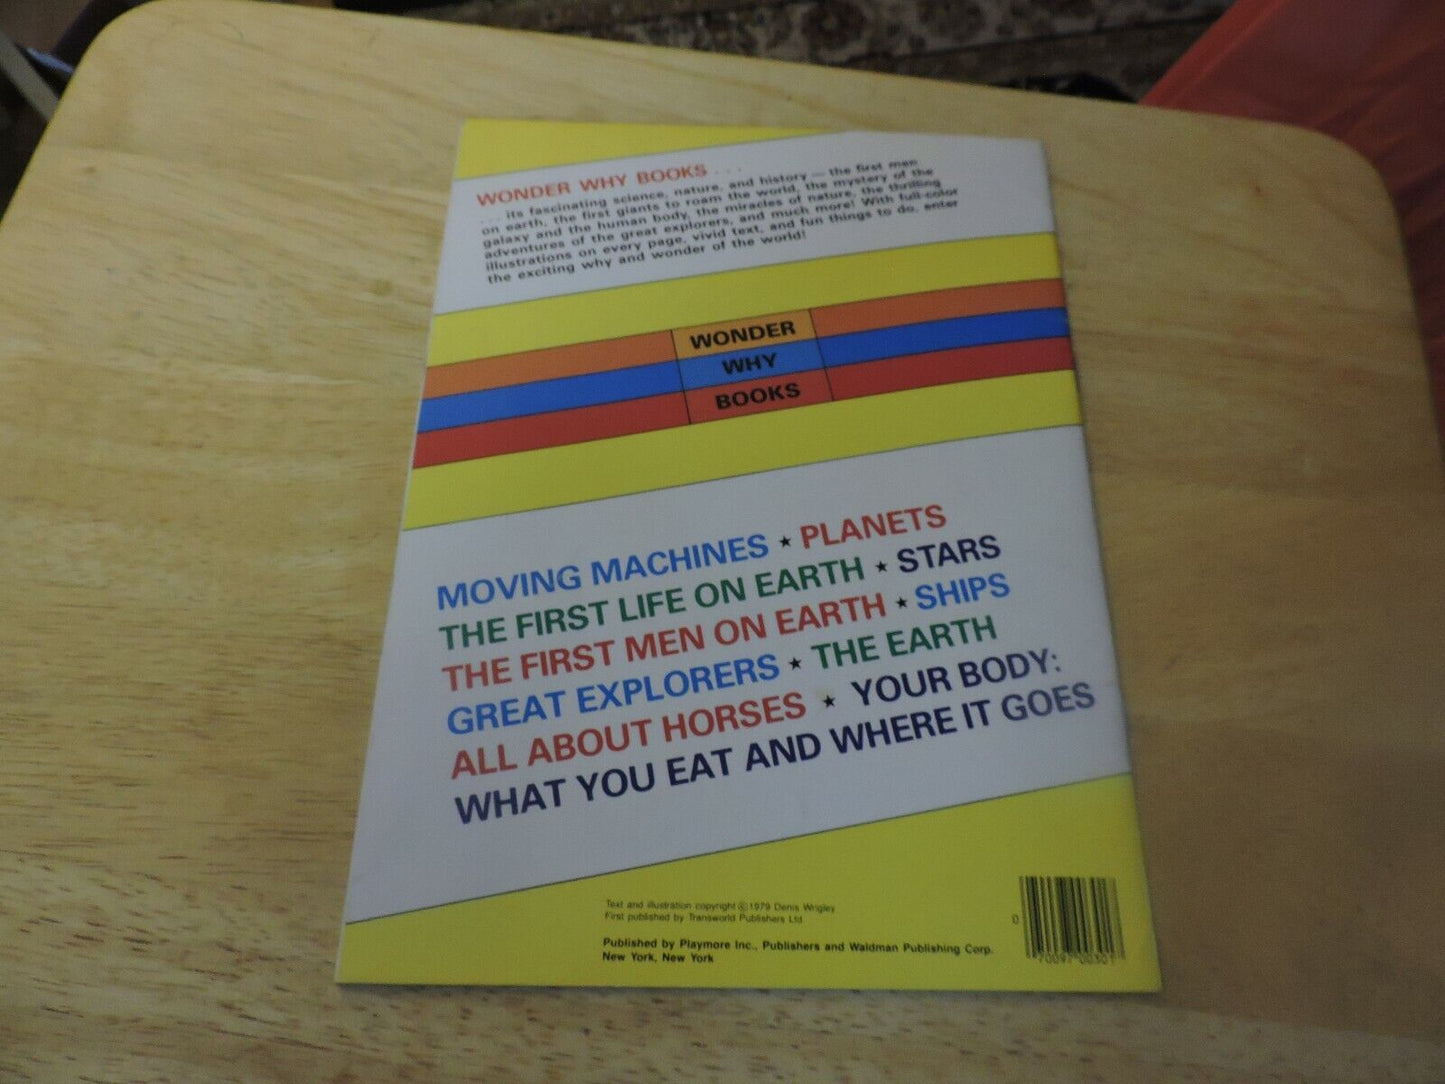 WONDER WHY BOOKS . . .
. . . its fascinating science, nature, and history — the first men
on earth, the first giants to roam the world, the mystery of the
galaxy and the human body, the miracles of nature, the thrilling
adventures of the great explorers, and much more! With full-color
illustrations on every page, vivid text, and fun things to do, enter
the exciting why and wonder of the world!
WONDER
WHY
BOOKS
MOVING MACHINES ★ PLANETS
THE FIRST LIFE ON EARTH ★ STARS
THE FIRST MEN ON EARTH ★ SHIPS
GREAT EXPLORERS ★ THE EARTH
ALL ABOUT HORSES ★ YOUR BODY:
WHAT YOU EAT AND WHERE IT GOES
Text and illustration copyright © 1979 Denis Wrigley
First published by Transworld Publishers Ltd.
Published by Playmore Inc., Publishers and Waldman Publishing Corp.
New York, New York
0
70097 00301